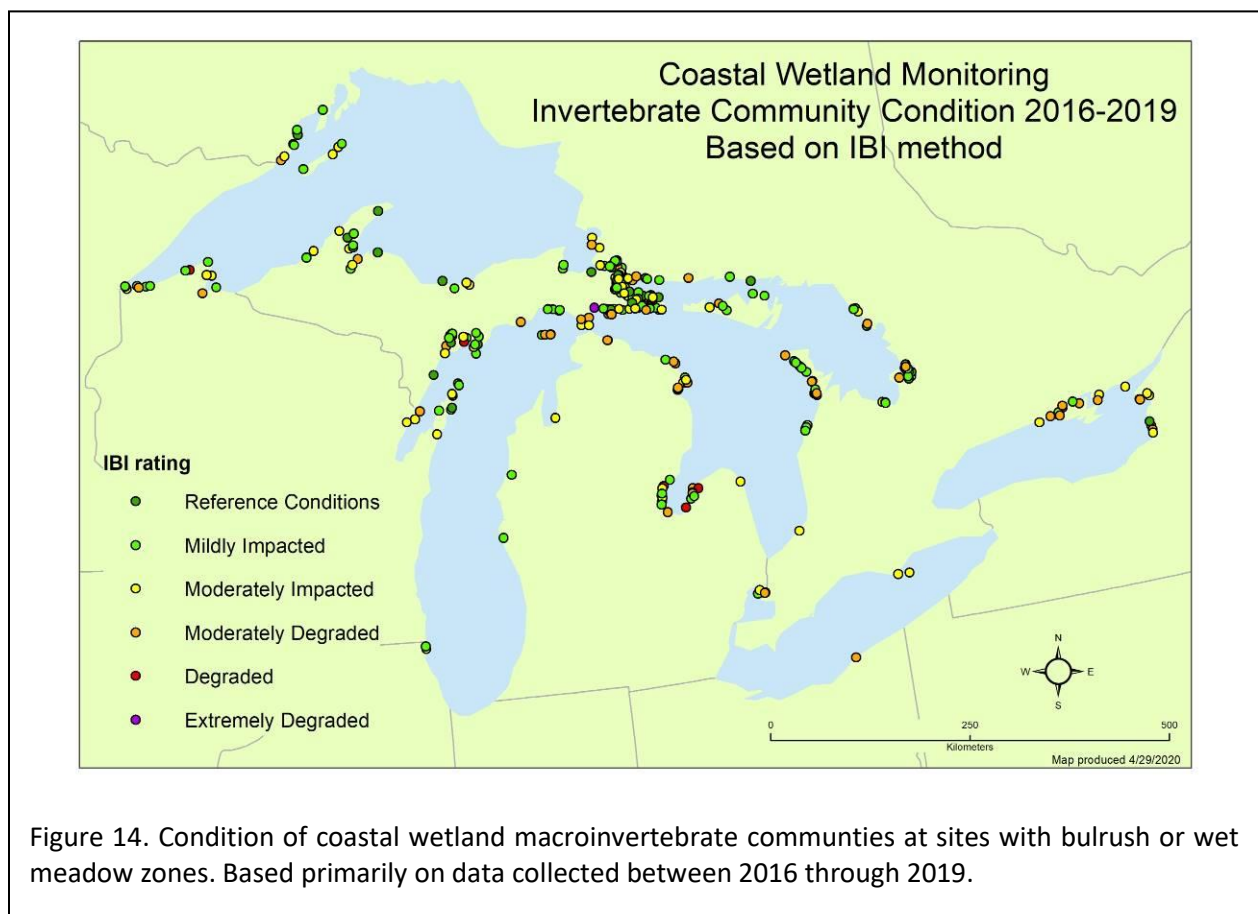 Coastal Wetland Monitoring
Invertebrate Community Condition 2016-2019
Based on IBI method
IBI rating
Reference Conditions
Mildly Impacted
Moderately Impacted
Moderately Degraded
Degraded
Extremely Degraded
N
W E
S
0 250 500
Kilometers
Map produced 4/29/2020
Figure 14. Condition of coastal wetland macroinvertebrate communties at sites with bulrush or wet
meadow zones. Based primarily on data collected between 2016 through 2019.